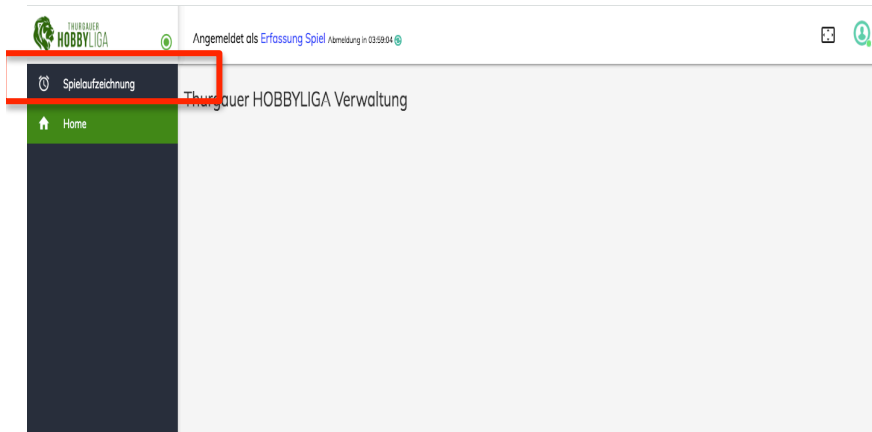 THURGAUER
HOBBYLIGA
Angemeldet als Erfassung Spiel Abmeldung in 03:59:04
Spielaufzeichnung
Thurgauer HOBBYLIGA Verwaltung
Home